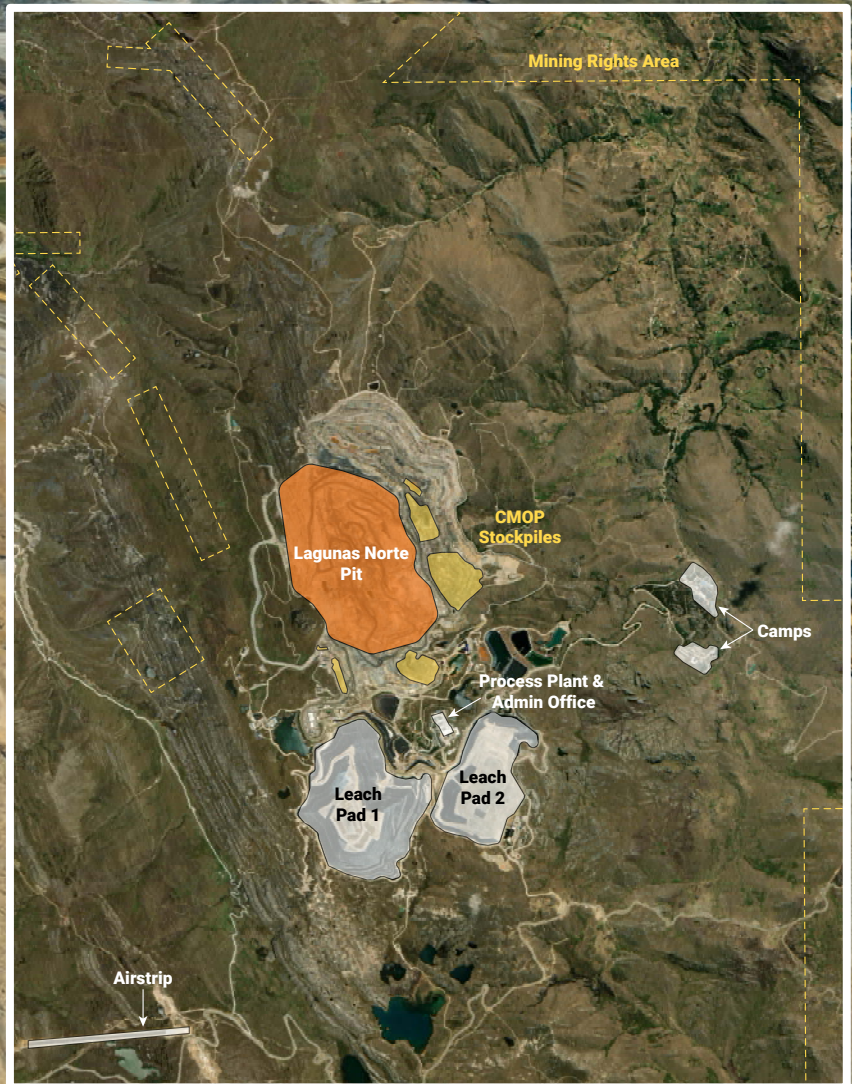 Mining Rights Area
CMOP
Stockpiles
Lagunas Norte
Pit
Camps
Process Plant &
Admin Office
Leach
Pad 1
Leach
Pad 2
Airstrip